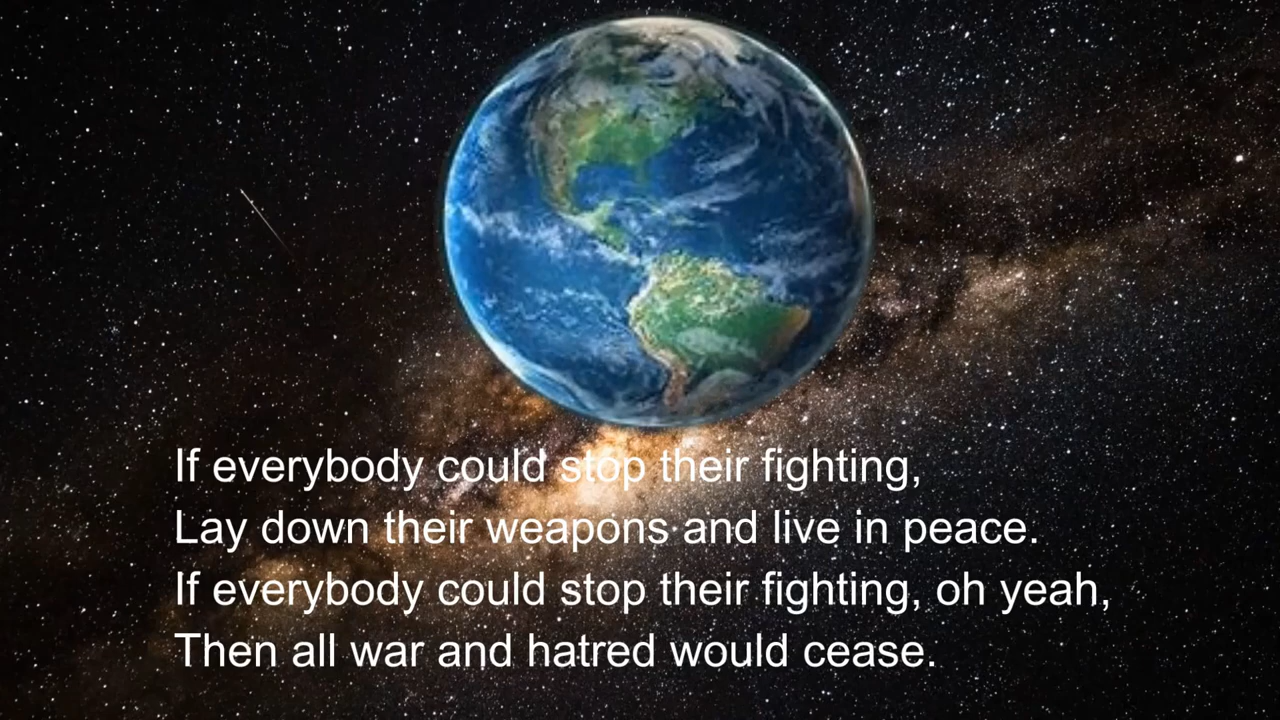 If everybody could stop their fighting,
Lay down their weapons and live in peace.
If everybody could stop their fighting, oh yeah,
Then all war and hatred would cease.